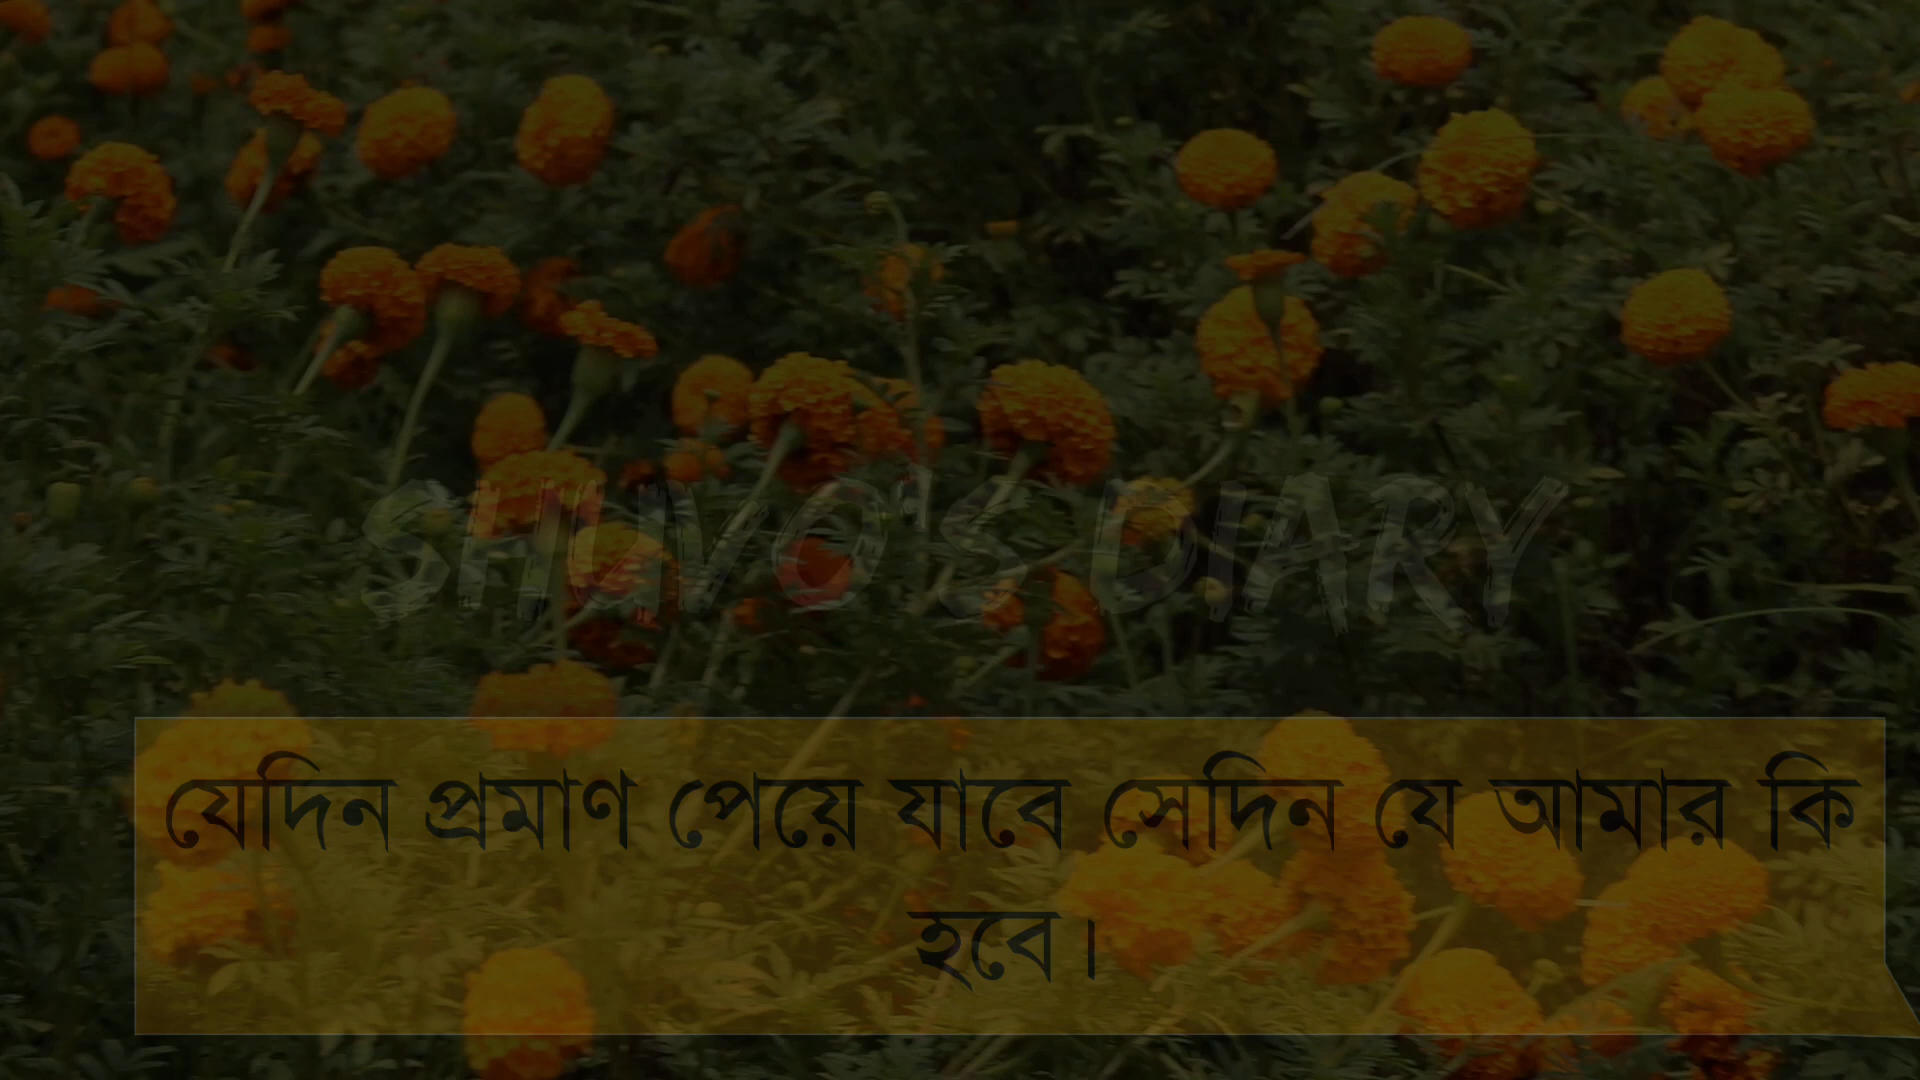 SHUVO'S DIARY
যেদিন প্রমাণ পেয়ে যাবে সেদিন যে আমার কি
হবে।